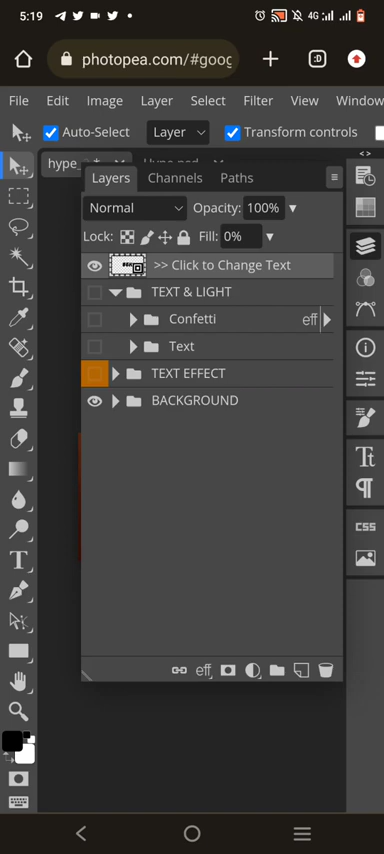 5:19
4G
photopea.com/#goog
:D
File Edit Image Layer Select Filter View Window
Auto-Select Layer Transform controls
hype_
Layers Channels Paths
Normal Opacity: 100%
Lock: Fill: 0%
>> Click to Change Text
TEXT & LIGHT
Confetti eff
Text
TEXT EFFECT
BACKGROUND
eff
CSS